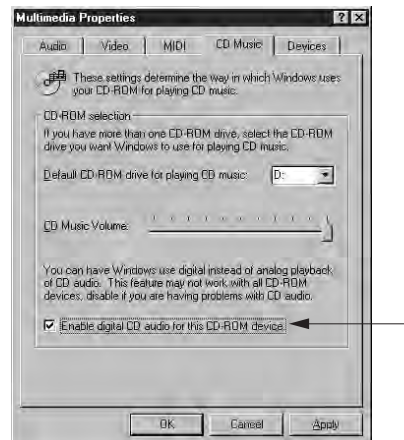 Multimedia Properties
Audio
Video
MIDI
CD Music
Devices
These settings determine the way in which Windows uses
your CD-ROM for playing CD music.
CD-ROM selection
If you have more than one CD-ROM drive, select the CD-ROM
drive you want Windows to use for playing CD music.
Default CD-ROM drive for playing CD music:
D:
CD Music Volume:
You can have Windows use digital instead of analog playback
of CD audio. This feature may not work with all CD-ROM
devices; disable if you are having problems with CD audio.
Enable digital CD audio for this CD-ROM device.
OK
Cancel
Apply